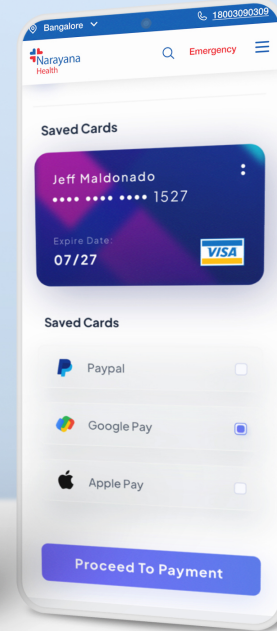 Bangalore
18003090309
Narayana
Health
Emergency
Saved Cards
Jeff Maldonado
•••• •••• •••• 1527
Expire Date:
07/27
VISA
Saved Cards
Paypal
Google Pay
Apple Pay
Proceed To Payment